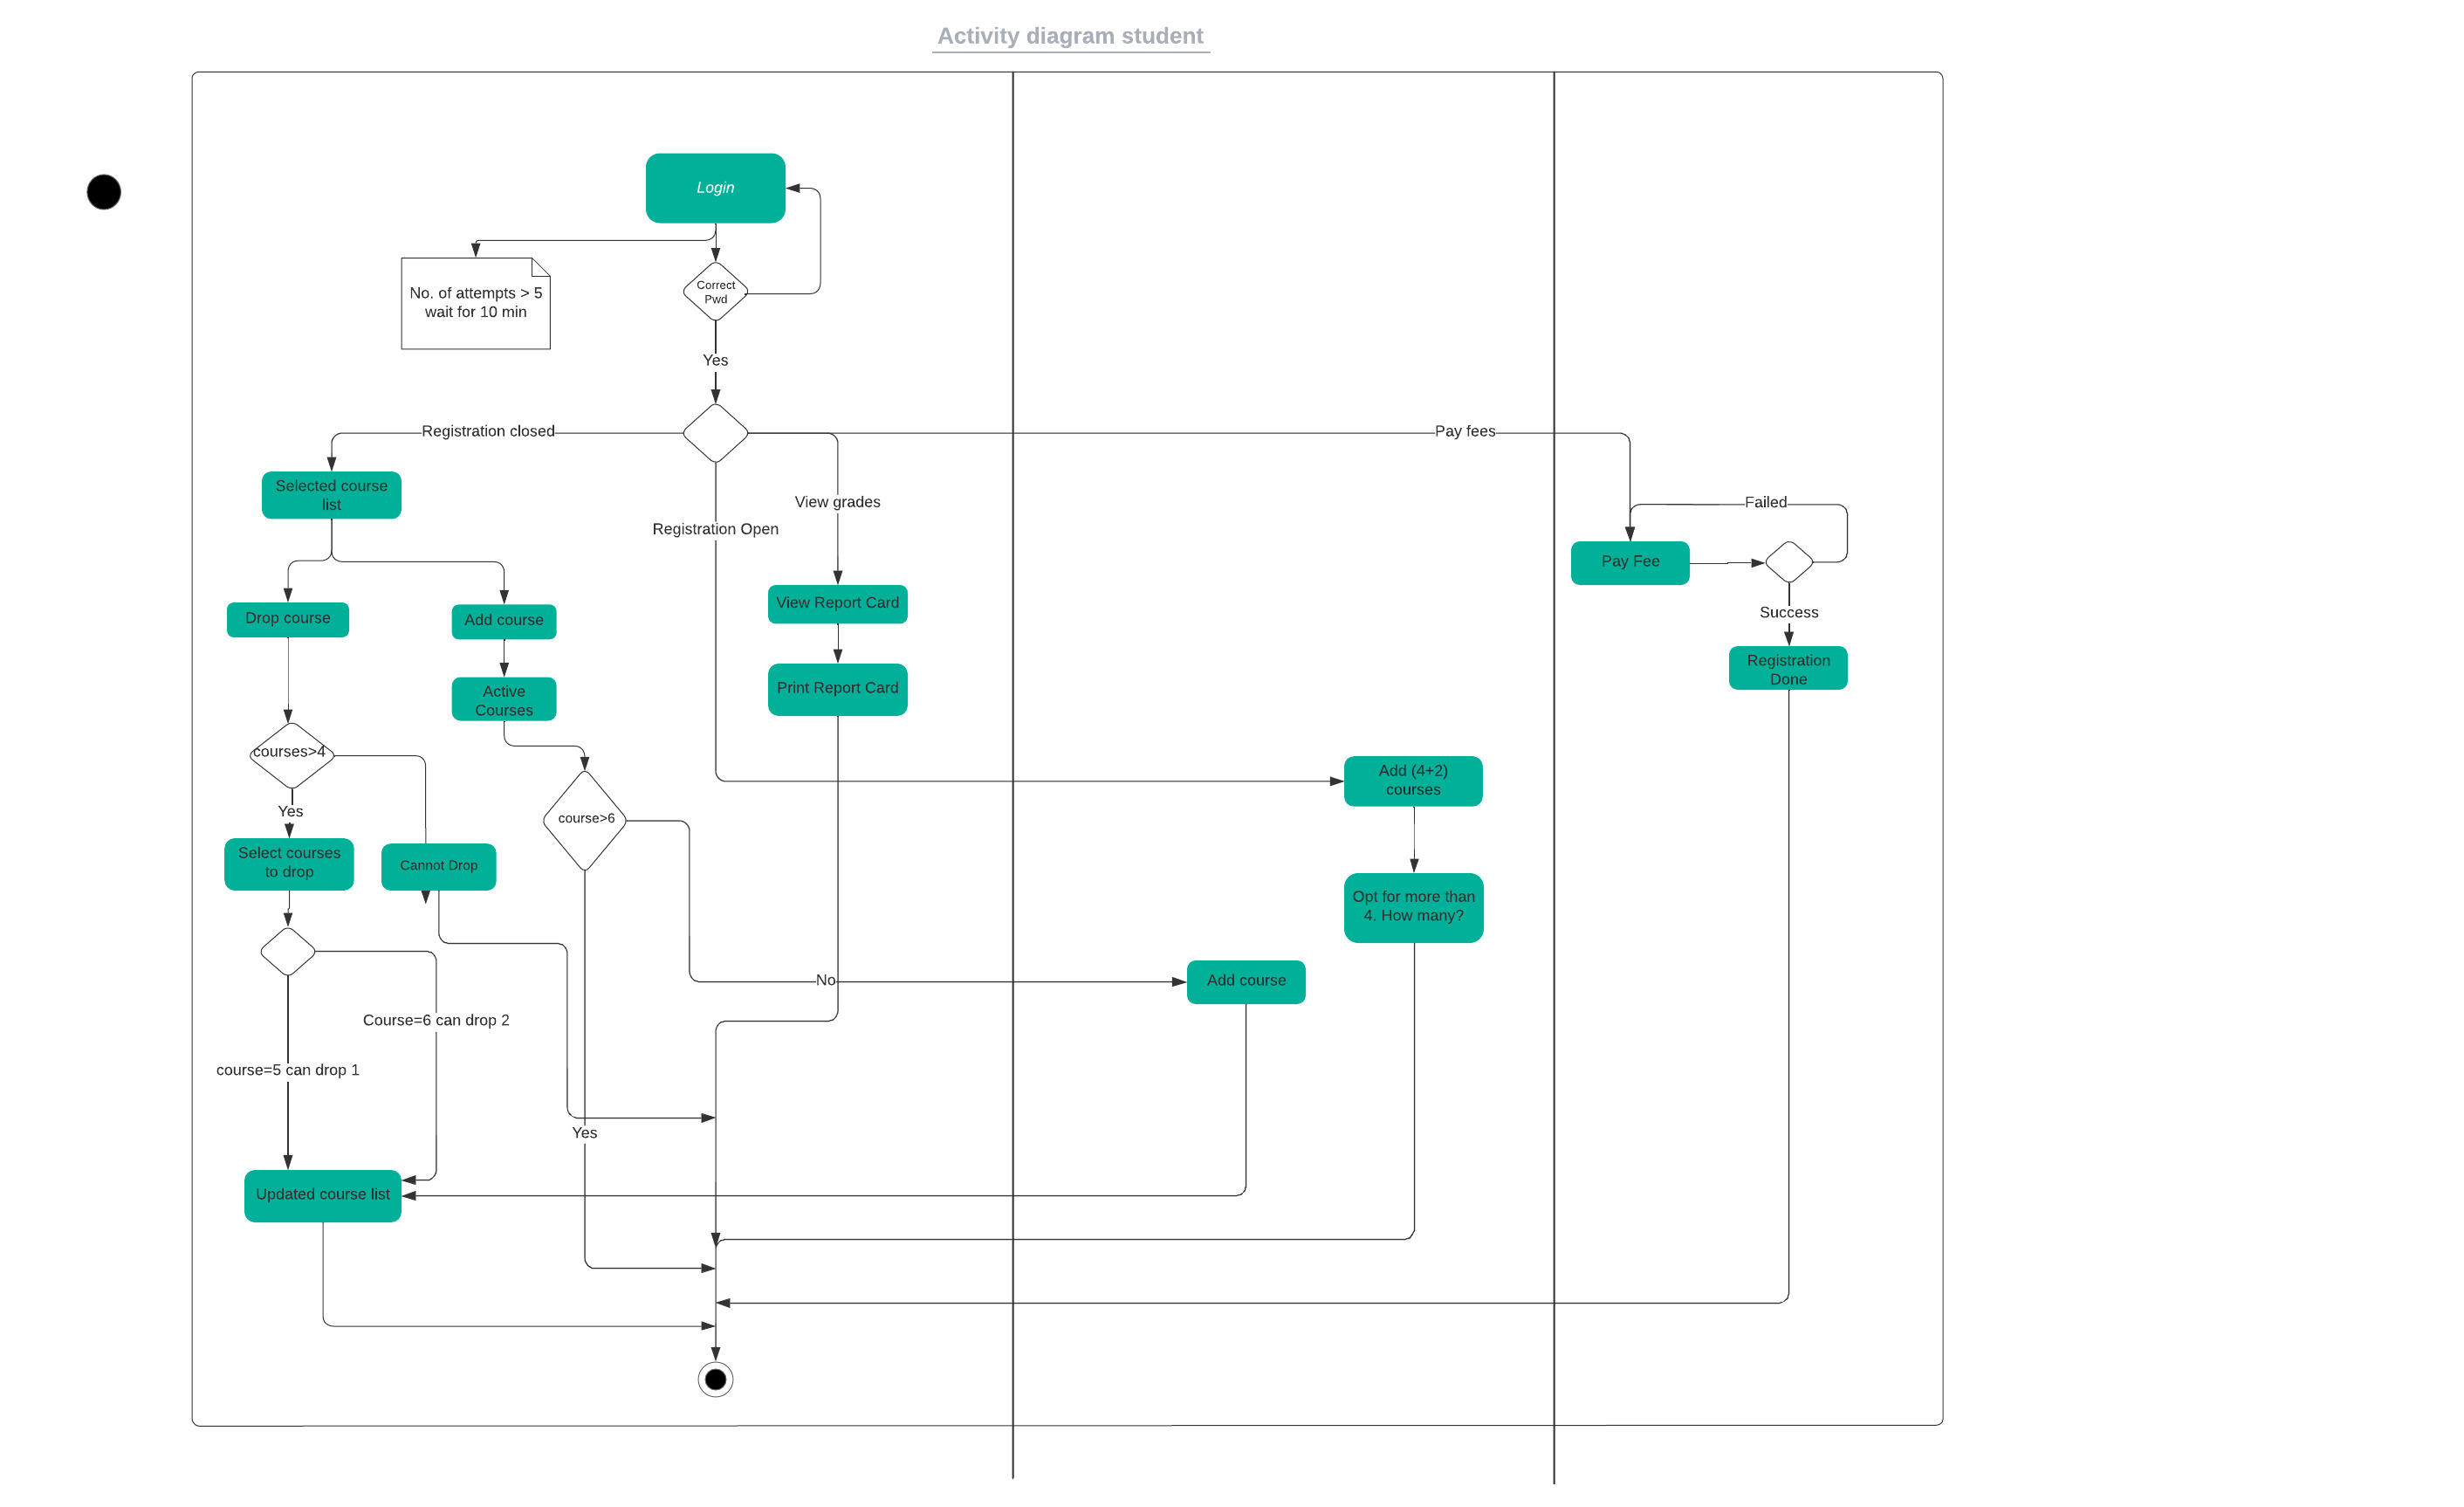 Activity diagram student
Login
No. of attempts > 5
wait for 10 min
Correct
Pwd
Yes
Registration closed
Pay fees
Selected course
list
View grades
Failed
Registration Open
Pay Fee
View Report Card
Success
Drop course
Add course
Registration
Done
Print Report Card
Active
Courses
courses>4
Add (4+2)
courses
Yes
course>6
Select courses
to drop
Cannot Drop
Opt for more than
4. How many?
No
Add course
Course=6 can drop 2
course=5 can drop 1
Yes
Updated course list